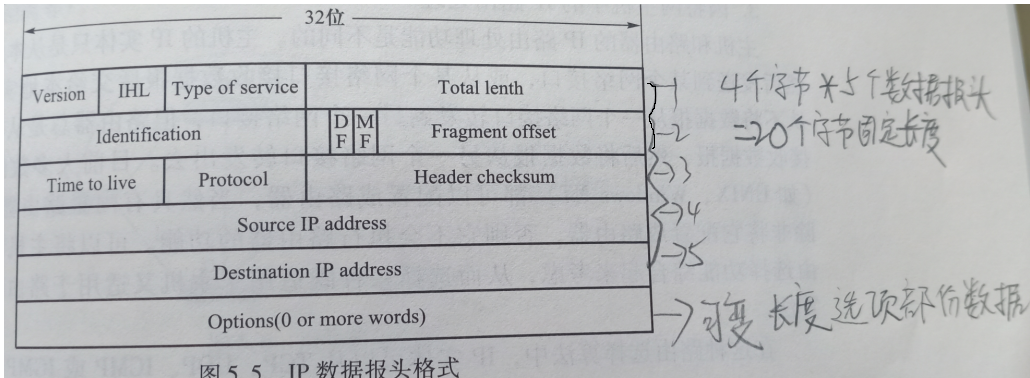 32位
Version IHL Type of service Total lenth
Identification DF MF Fragment offset
Time to live Protocol Header checksum
Source IP address
Destination IP address
Options(0 or more words)
图 5.5 IP 数据报头格式
→1
→2
→3
→4
→5
4个字节*5个数据报头
=20个字节固定长度
→可变长度选项部份数据